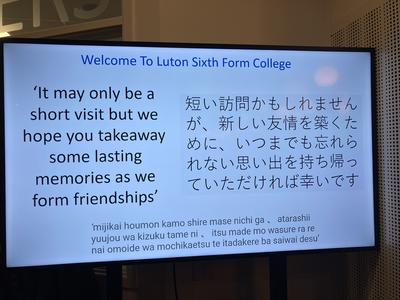 ERS
Welcome To Luton Sixth Form College
‘It may only be a
short visit but we
hope you takeaway
some lasting
memories as we
form friendships’
短い訪問かもしれません
が、新しい友情を築くた
めに、いつまでも忘れら
れない思い出を持ち帰っ
ていただければ幸いです
‘mijikai houmon kamo shire mase nichi ga 、 atarashii
yuujou wa kizuku tame ni 、 itsu made mo wasure ra re
nai omoide wa mochikaetsu te itadakere ba saiwai desu’